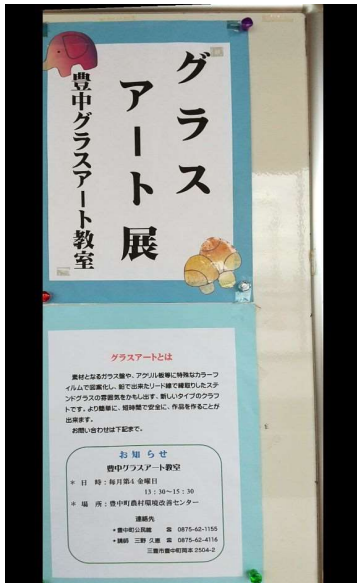 グラス
アート展
豊中グラスアート教室
グラスアートとは
素材となるガラス盤や、アクリル板等に特殊なカラーフ
ィルムで図案化し、鉛で出来たリード線で縁取りしたステ
ンドグラスの雰囲気をかもし出す、新しいタイプのクラフ
トです。より簡単に、短時間で安全に、作品を作ることが
出来ます。
お問い合わせは下記まで。
お知らせ
豊中グラスアート教室
* 日 時:毎月第4 金曜日
13:30~15:30
* 場 所:豊中町農村環境改善センター
連絡先
*豊中町公民館 ☎ 0875-62-1155
*講師 三野 久恵 ☎ 0875-62-4116
三豊市豊中町岡本 2504-2